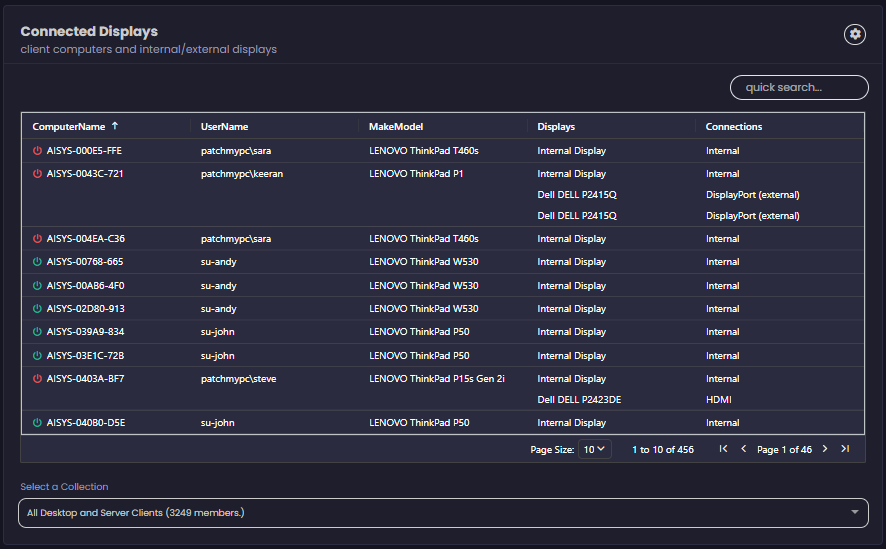 Connected Displays
client computers and internal/external displays
quick search...
ComputerName UserName MakeModel Displays Connections
AISYS-000E5-FFE patchmypc\sara LENOVO ThinkPad T460s Internal Display Internal
AISYS-0043C-721 patchmypc\keeran LENOVO ThinkPad P1 Internal Display Internal
Dell DELL P2415Q DisplayPort (external)
Dell DELL P2415Q DisplayPort (external)
AISYS-004EA-C36 patchmypc\sara LENOVO ThinkPad T460s Internal Display Internal
AISYS-00768-665 su-andy LENOVO ThinkPad W530 Internal Display Internal
AISYS-00AB6-4F0 su-andy LENOVO ThinkPad W530 Internal Display Internal
AISYS-02D80-913 su-andy LENOVO ThinkPad W530 Internal Display Internal
AISYS-039A9-834 su-john LENOVO ThinkPad P50 Internal Display Internal
AISYS-03E1C-72B su-john LENOVO ThinkPad P50 Internal Display Internal
AISYS-0403A-BF7 patchmypc\steve LENOVO ThinkPad P15s Gen 2i Internal Display Internal
Dell DELL P2423DE HDMI
AISYS-040B0-D5E su-john LENOVO ThinkPad P50 Internal Display Internal
Page Size: 10 1 to 10 of 456 Page 1 of 46
Select a Collection
All Desktop and Server Clients (3249 members.)